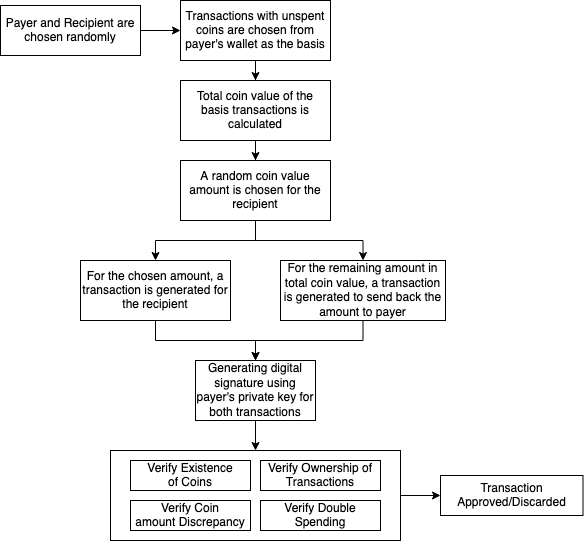 Payer and Recipient are
chosen randomly
Transactions with unspent
coins are chosen from
payer's wallet as the basis
Total coin value of the
basis transactions is
calculated
A random coin value
amount is chosen for the
recipient
For the chosen amount, a
transaction is generated for
the recipient
For the remaining amount in
total coin value, a transaction
is generated to send back the
amount to payer
Generating digital
signature using
payer's private key for
both transactions
Verify Existence
of Coins
Verify Ownership of
Transactions
Verify Coin
amount Discrepancy
Verify Double
Spending
Transaction
Approved/Discarded